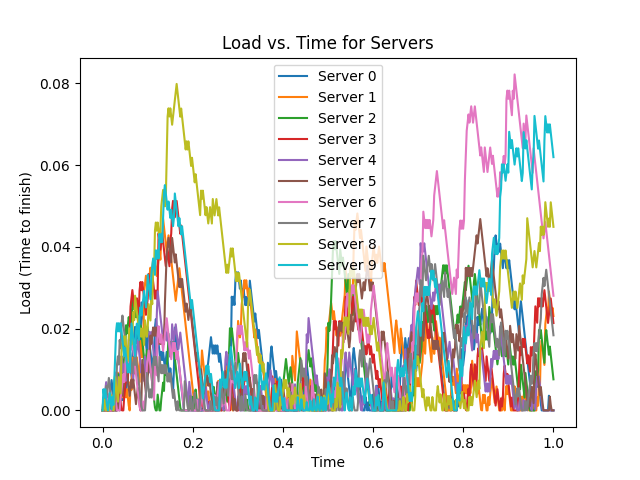 Load vs. Time for Servers
0.08
0.06
0.04
0.02
0.00
Load (Time to finish)
Server 0
Server 1
Server 2
Server 3
Server 4
Server 5
Server 6
Server 7
Server 8
Server 9
0.0 0.2 0.4 0.6 0.8 1.0
Time